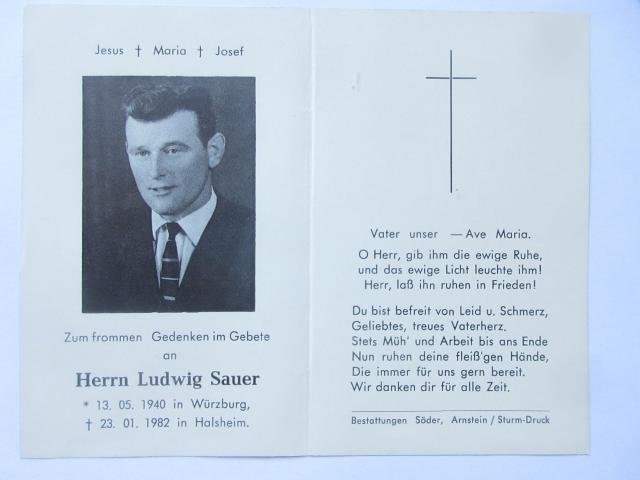 Jesus † Maria † Josef
Zum frommen Gedenken im Gebete
an
Herrn Ludwig Sauer
* 13. 05. 1940 in Würzburg,
† 23. 01. 1982 in Halsheim.
Vater unser — Ave Maria.
O Herr, gib ihm die ewige Ruhe,
und das ewige Licht leuchte ihm!
Herr, laß ihn ruhen in Frieden!
Du bist befreit von Leid u. Schmerz,
Geliebtes, treues Vaterherz.
Stets Müh' und Arbeit bis ans Ende
Nun ruhen deine fleiß'gen Hände,
Die immer für uns gern bereit.
Wir danken dir für alle Zeit.
Bestattungen Söder, Arnstein / Sturm-Druck